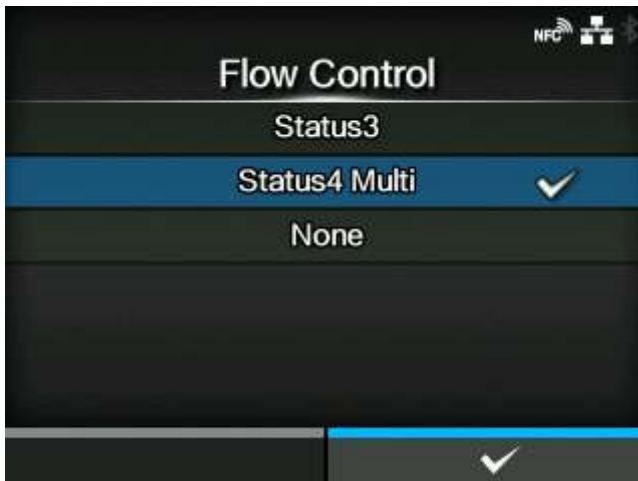 NFC
Flow Control
Status3
Status4 Multi
None